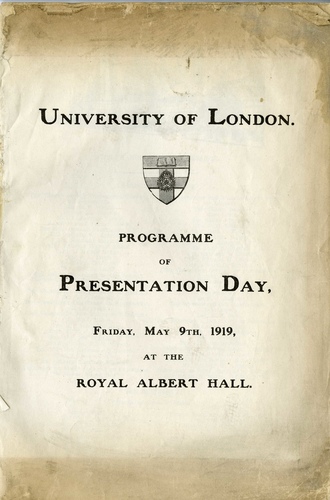 UNIVERSITY OF LONDON.
PROGRAMME
OF
PRESENTATION DAY,
FRIDAY, MAY 9TH, 1919,
AT THE
ROYAL ALBERT HALL.